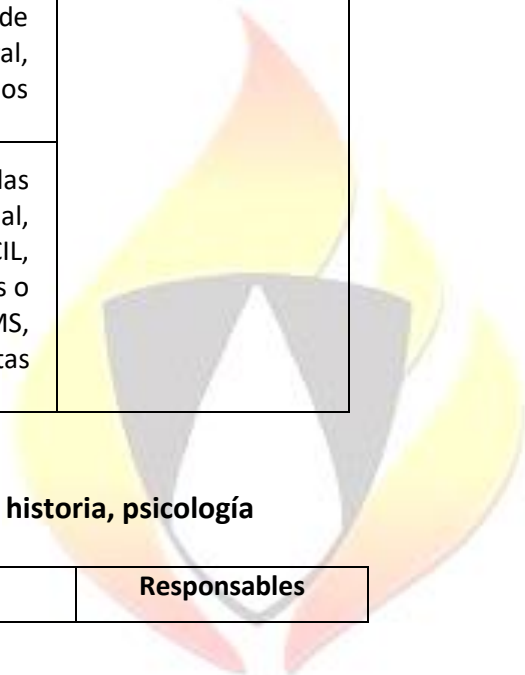 de
al,
os
las
al,
CIL,
s o
MS,
tas
historia, psicología
Responsables